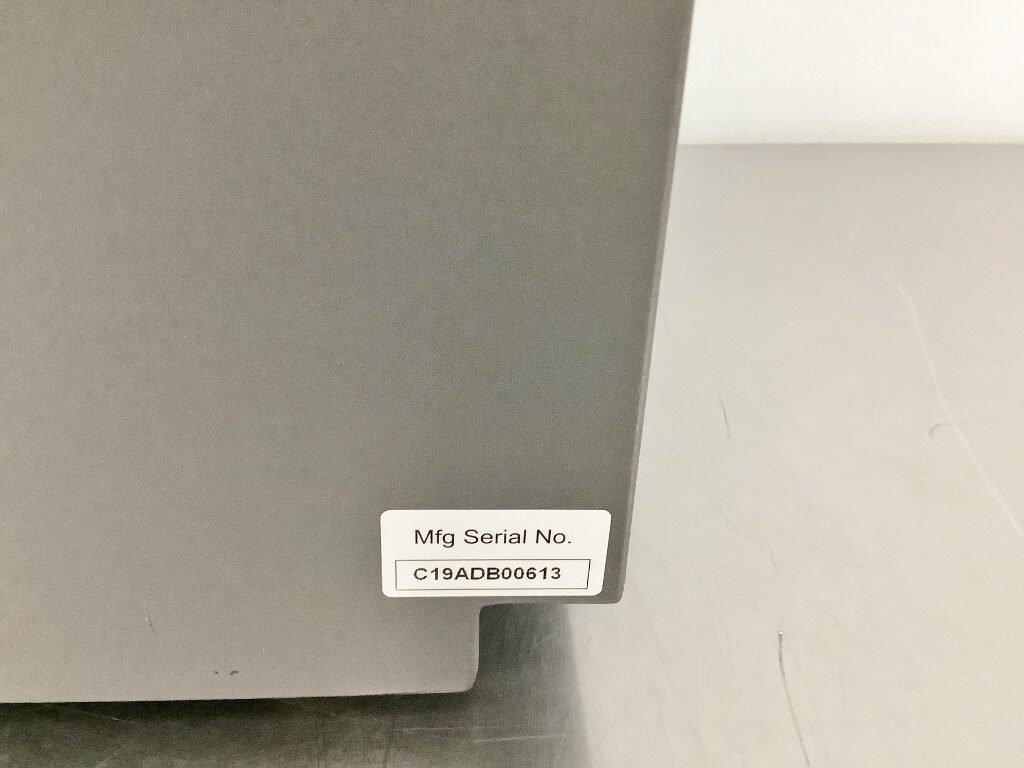 Mfg Serial No.
C19ADB00613